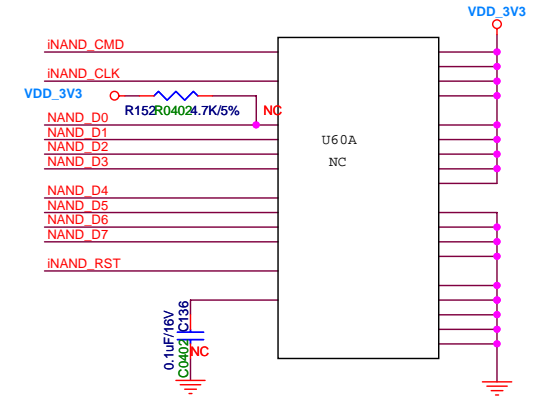 VDD_3V3
iNAND_CMD
iNAND_CLK
VDD_3V3
R152 R0402 4.7K/5% NC
NAND_D0
NAND_D1
NAND_D2
NAND_D3
U60A
NC
NAND_D4
NAND_D5
NAND_D6
NAND_D7
iNAND_RST
0.1uF/16V
C0402
C136
NC